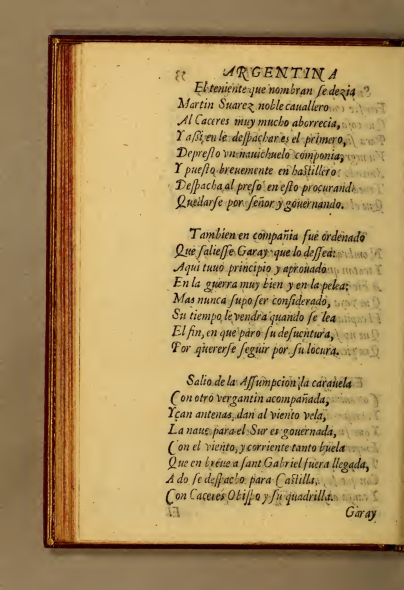 ARGENTINA
El teniente que nombran se dezia
Martin Suarez noble cauallero
Al Caceres muy mucho aborrecia,
Y assi en le despachar es el primero,
De presto vn nauichuelo componia,
Y puesto breuemente en hastillero
Despacha al preso en esto procurando
Quedarse por señor y gouernando.
Tambien en compañia fue ordenado
Que saliesse Garay que lo dessea:
Aqui tuuo principio y aprouado
En la guerra muy bien y en la pelea:
Mas nunca supo ser considerado,
Su tiempo le vendra quando se lea
El fin, en que paro su desuentura,
Por quererse seguir por su locura.
Salio de la Assumpcion la carauela
Con otro vergantin acompañada,
Yçan antenas, dan al viento vela,
La naue para el Sur es gouernada,
Con el viento, y corriente tanto buela
Que en breue a sant Gabriel fuera llegada,
A do se despacho para Castilla,
Con Caceres Obispo y su quadrilla.
Garay